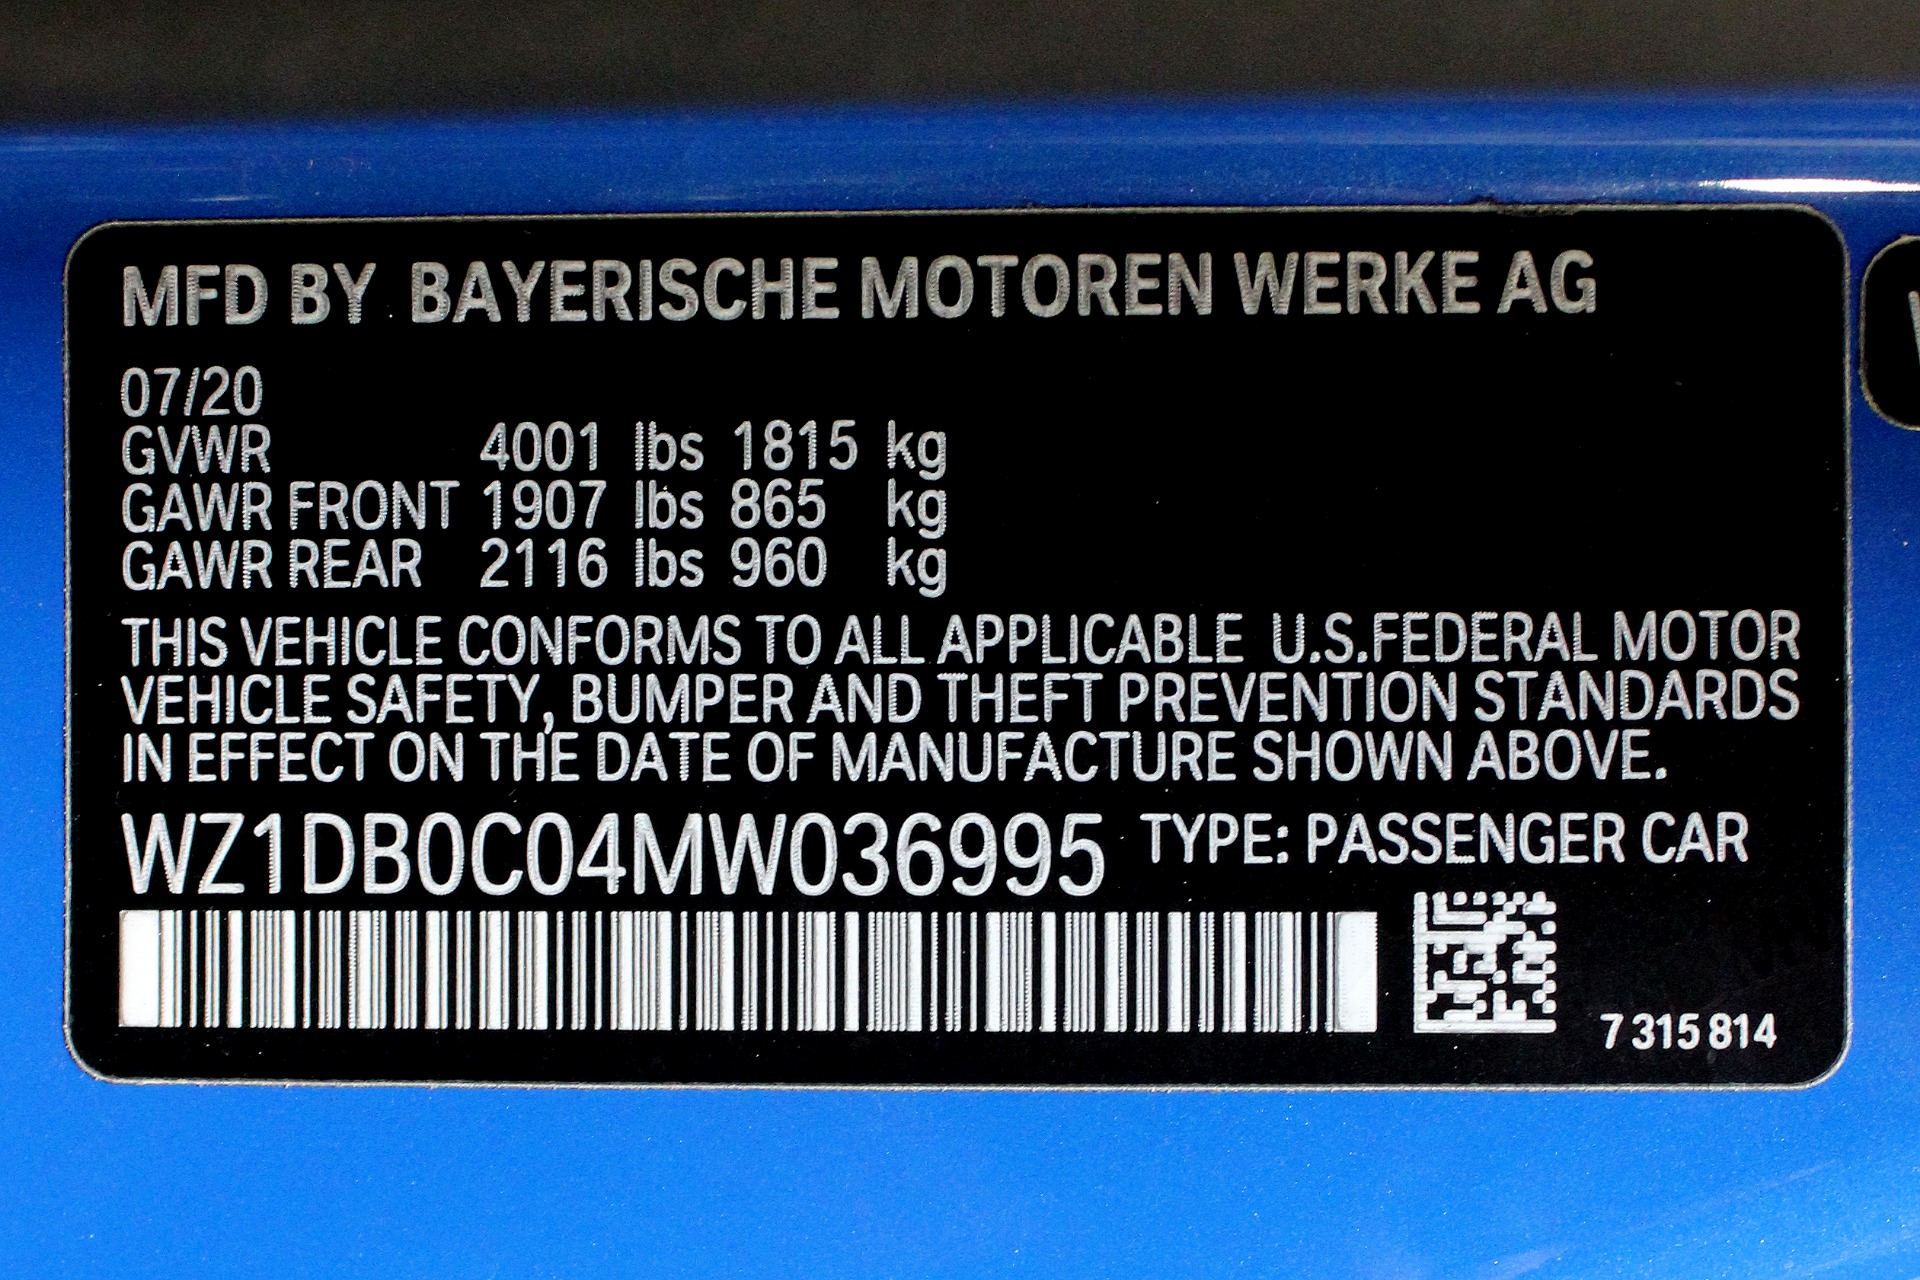 MFD BY BAYERISCHE MOTOREN WERKE AG
07/20
GVWR 4001 lbs 1815 kg
GAWR FRONT 1907 lbs 865 kg
GAWR REAR 2116 lbs 960 kg
THIS VEHICLE CONFORMS TO ALL APPLICABLE U.S.FEDERAL MOTOR
VEHICLE SAFETY, BUMPER AND THEFT PREVENTION STANDARDS
IN EFFECT ON THE DATE OF MANUFACTURE SHOWN ABOVE.
WZ1DB0C04MW036995 TYPE: PASSENGER CAR
7 315 814